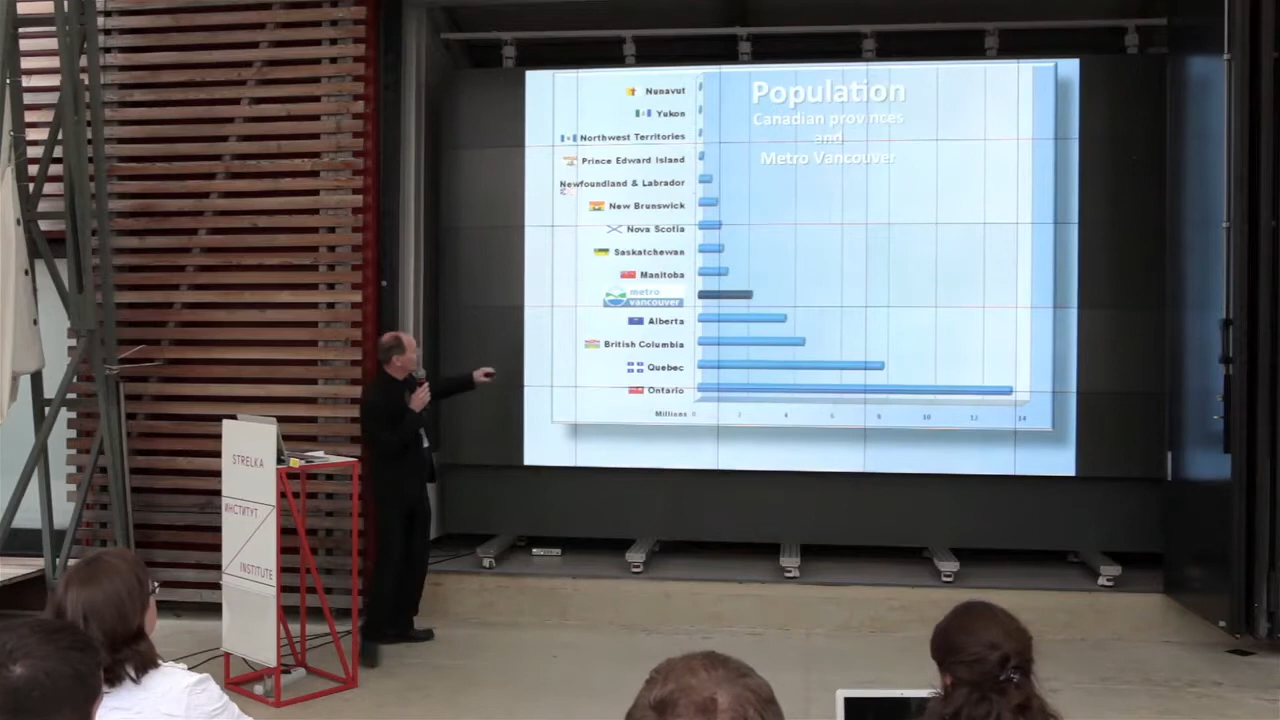 Population
Canadian provinces
and
Metro Vancouver
Nunavut
Yukon
Northwest Territories
Prince Edward Island
Newfoundland & Labrador
New Brunswick
Nova Scotia
Saskatchewan
Manitoba
metro
vancouver
Alberta
British Columbia
Quebec
Ontario
Millions 0 2 4 6 8 10 12 14
STRELKA
ИНСТИТУТ
INSTITUTE